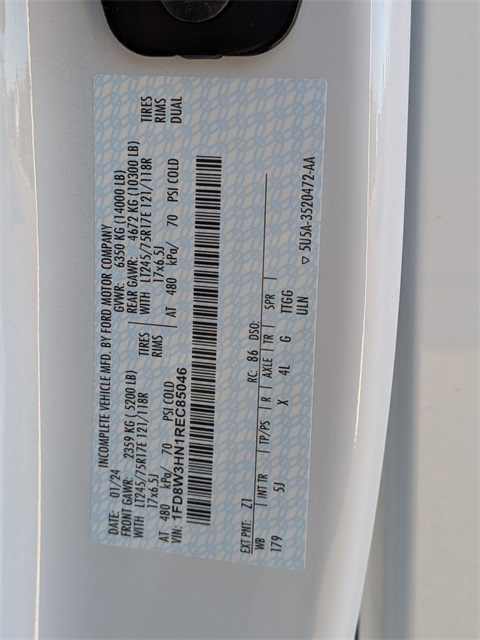 INCOMPLETE VEHICLE MFD. BY FORD MOTOR COMPANY
DATE: 01/24 GVWR: 6350 KG (14000 LB)
FRONT GAWR: 2359 KG (5200 LB) REAR GAWR: 4672 KG (10300 LB)
WITH LT245/75R17E 121/118R TIRES WITH LT245/75R17E 121/118R TIRES
17x6.5J RIMS 17x6.5J RIMS
AT 480 kPa/ 70 PSI COLD AT 480 kPa/ 70 PSI COLD DUAL
VIN: 1FD8W3HN1REC85046
EXT PNT: Z1 RC: 86 DSO:
WB INT TR TP/PS R AXLE TR SPR
179 5J X 4L G TTGG
ULN
▽ 5U5A-3520472-AA